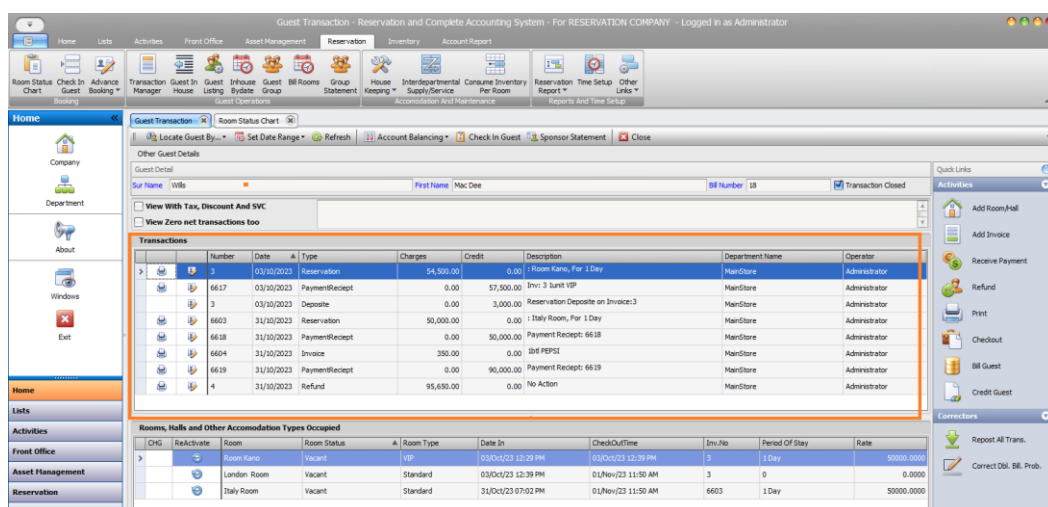 Guest Transaction - Reservation and Complete Accounting System - For RESERVATION COMPANY - Logged in as Administrator
Home Lists Activities Front Office Asset Management Reservation Inventory Account Report
Room Status Chart Check In Guest Advance Booking Transaction Manager Guest In House Guest Listing Inhouse Bydate Guest Group Bill Rooms Group Statement House Keeping Interdepartmental Supply/Service Consume Inventory Per Room Reservation Report Time Setup Other Links
Booking Guest Operations Accomodation And Maintenance Reports And Time Setup
Home «
Company
Department
About
Windows
Exit
Home
Lists
Activities
Front Office
Asset Management
Reservation
Guest Transaction Room Status Chart
Locate Guest By... Set Date Range Refresh Account Balancing Check In Guest Sponsor Statement Close
Other Guest Details
Guest Detail
Sur Name Wills First Name Mac Dee Bill Number 18 Transaction Closed
View With Tax, Discount And SVC
View Zero net transactions too
Transactions
Number Date Type Charges Credit Description Department Name Operator
3 03/10/2023 Reservation 54,500.00 0.00 : Room Kano, For 1 Day MainStore Administrator
6617 03/10/2023 PaymentReciept 0.00 57,500.00 Inv: 3 1unit VIP MainStore Administrator
3 03/10/2023 Deposite 0.00 3,000.00 Reservation Deposite on Invoice:3 MainStore Administrator
6603 31/10/2023 Reservation 50,000.00 0.00 : Italy Room, For 1 Day MainStore Administrator
6618 31/10/2023 PaymentReciept 0.00 50,000.00 Payment Reciept: 6618 MainStore Administrator
6604 31/10/2023 Invoice 350.00 0.00 1btl PEPSI MainStore Administrator
6619 31/10/2023 PaymentReciept 0.00 90,000.00 Payment Reciept: 6619 MainStore Administrator
4 31/10/2023 Refund 95,650.00 0.00 No Action MainStore Administrator
Rooms, Halls and Other Accomodation Types Occupied
CHG ReActivate Room Room Status Room Type Date In CheckOutTime Inv.No Period Of Stay Rate
Room Kano Vacant VIP 03/Oct/23 12:29 PM 03/Oct/23 12:39 PM 3 1 Day 50000.0000
London Room Vacant Standard 03/Oct/23 12:39 PM 01/Nov/23 11:50 AM 3 0 0.0000
Italy Room Vacant Standard 31/Oct/23 07:02 PM 01/Nov/23 11:50 AM 6603 1 Day 50000.0000
Quick Links
Activities
Add Room/Hall
Add Invoice
Receive Payment
Refund
Print
Checkout
Bill Guest
Credit Guest
Correctors
Repost All Trans.
Correct Dbl. Bill. Prob.